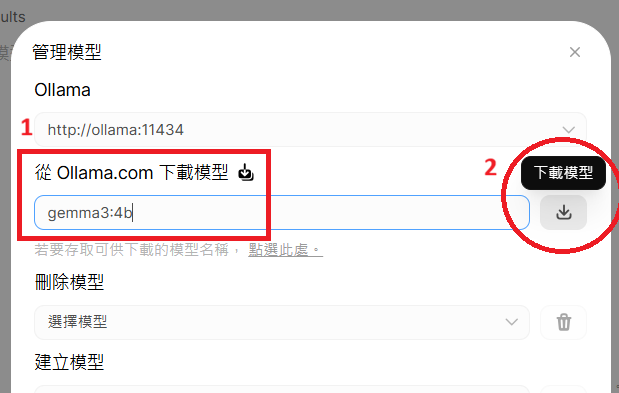 ults
管理模型
Ollama
1
http://ollama:11434
從 Ollama.com 下載模型
2
下載模型
gemma3:4b
若要存取可供下載的模型名稱， 點選此處。
刪除模型
選擇模型
建立模型